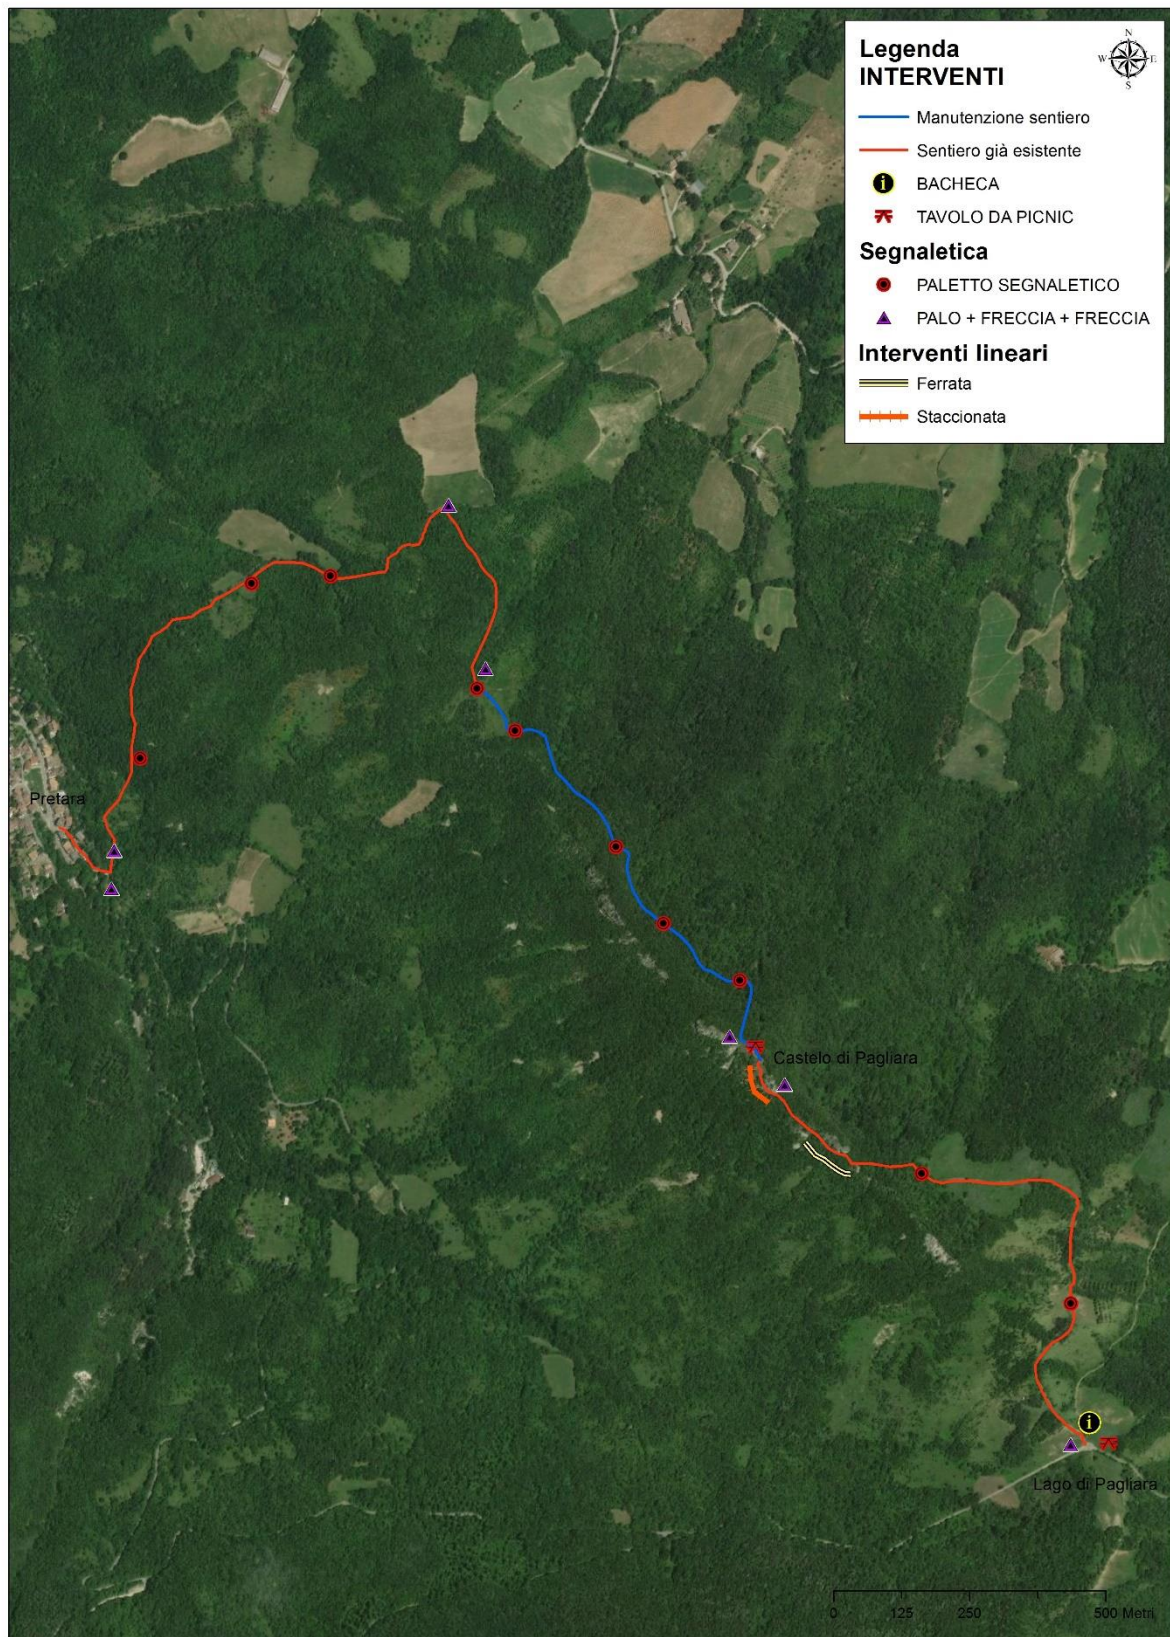 Legenda
INTERVENTI
N
W E
S
Manutenzione sentiero
Sentiero già esistente
i BACHECA
TAVOLO DA PICNIC
Segnaletica
PALETTO SEGNALETICO
PALO + FRECCIA + FRECCIA
Interventi lineari
Ferrata
Staccionata
Pretara
Castelo di Pagliara
i
Lago di Pagliara
0 125 250 500 Metri